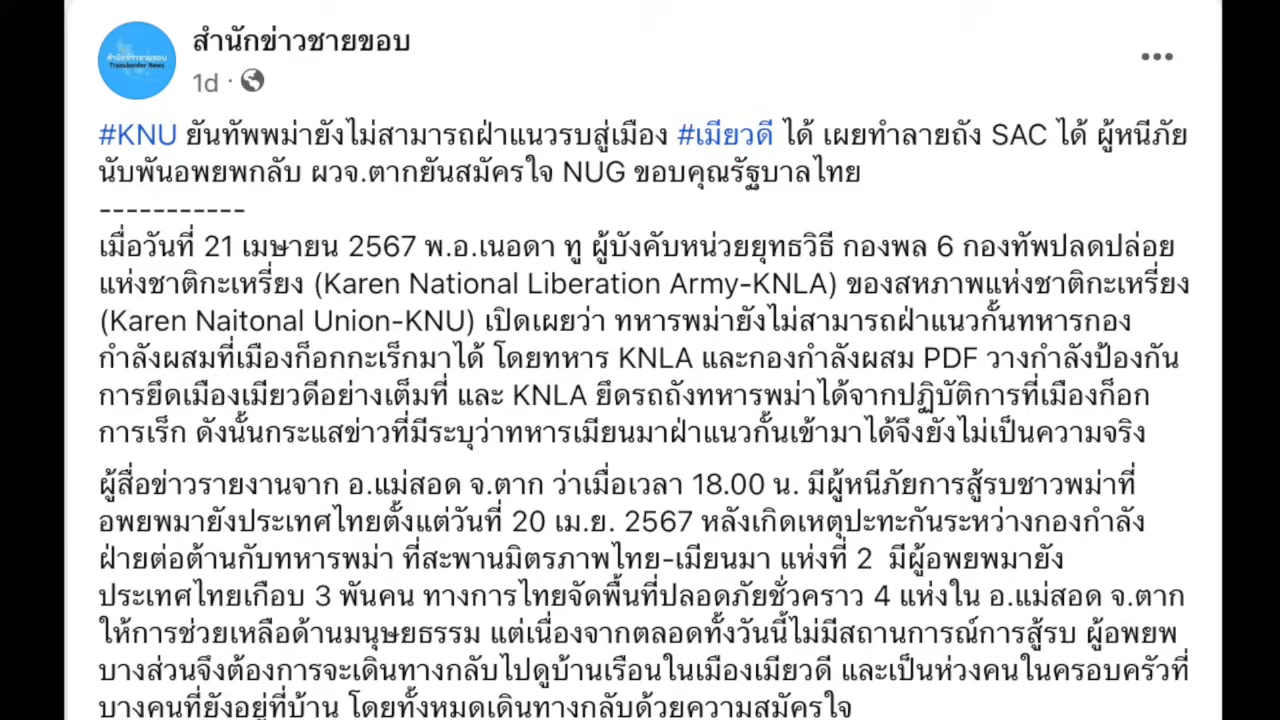 สำนักข่าวชายขอบ
1d ·
สำนักข่าวชายขอบ
Transborder News
#KNU ยันทัพพม่ายังไม่สามารถฝ่าแนวรบสู่เมือง #เมียวดี ได้ เผยทำลายถัง SAC ได้ ผู้หนีภัย
นับพันอพยพกลับ ผวจ.ตากยันสมัครใจ NUG ขอบคุณรัฐบาลไทย
-----------
เมื่อวันที่ 21 เมษายน 2567 พ.อ.เนอดา ทู ผู้บังคับหน่วยยุทธวิธี กองพล 6 กองทัพปลดปล่อย
แห่งชาติกะเหรี่ยง (Karen National Liberation Army-KNLA) ของสหภาพแห่งชาติกะเหรี่ยง
(Karen Naitonal Union-KNU) เปิดเผยว่า ทหารพม่ายังไม่สามารถฝ่าแนวกั้นทหารกอง
กำลังผสมที่เมืองก็อกกะเร็กมาได้ โดยทหาร KNLA และกองกำลังผสม PDF วางกำลังป้องกัน
การยึดเมืองเมียวดีอย่างเต็มที่ และ KNLA ยึดรถถังทหารพม่าได้จากปฏิบัติการที่เมืองก็อก
การเร็ก ดังนั้นกระแสข่าวที่มีระบุว่าทหารเมียนมาฝ่าแนวกั้นเข้ามาได้จึงยังไม่เป็นความจริง
ผู้สื่อข่าวรายงานจาก อ.แม่สอด จ.ตาก ว่าเมื่อเวลา 18.00 น. มีผู้หนีภัยการสู้รบชาวพม่าที่
อพยพมายังประเทศไทยตั้งแต่วันที่ 20 เม.ย. 2567 หลังเกิดเหตุปะทะกันระหว่างกองกำลัง
ฝ่ายต่อต้านกับทหารพม่า ที่สะพานมิตรภาพไทย-เมียนมา แห่งที่ 2 มีผู้อพยพมายัง
ประเทศไทยเกือบ 3 พันคน ทางการไทยจัดพื้นที่ปลอดภัยชั่วคราว 4 แห่งใน อ.แม่สอด จ.ตาก
ให้การช่วยเหลือด้านมนุษยธรรม แต่เนื่องจากตลอดทั้งวันนี้ไม่มีสถานการณ์การสู้รบ ผู้อพยพ
บางส่วนจึงต้องการจะเดินทางกลับไปดูบ้านเรือนในเมืองเมียวดี และเป็นห่วงคนในครอบครัวที่
บางคนที่ยังอยู่ที่บ้าน โดยทั้งหมดเดินทางกลับด้วยความสมัครใจ